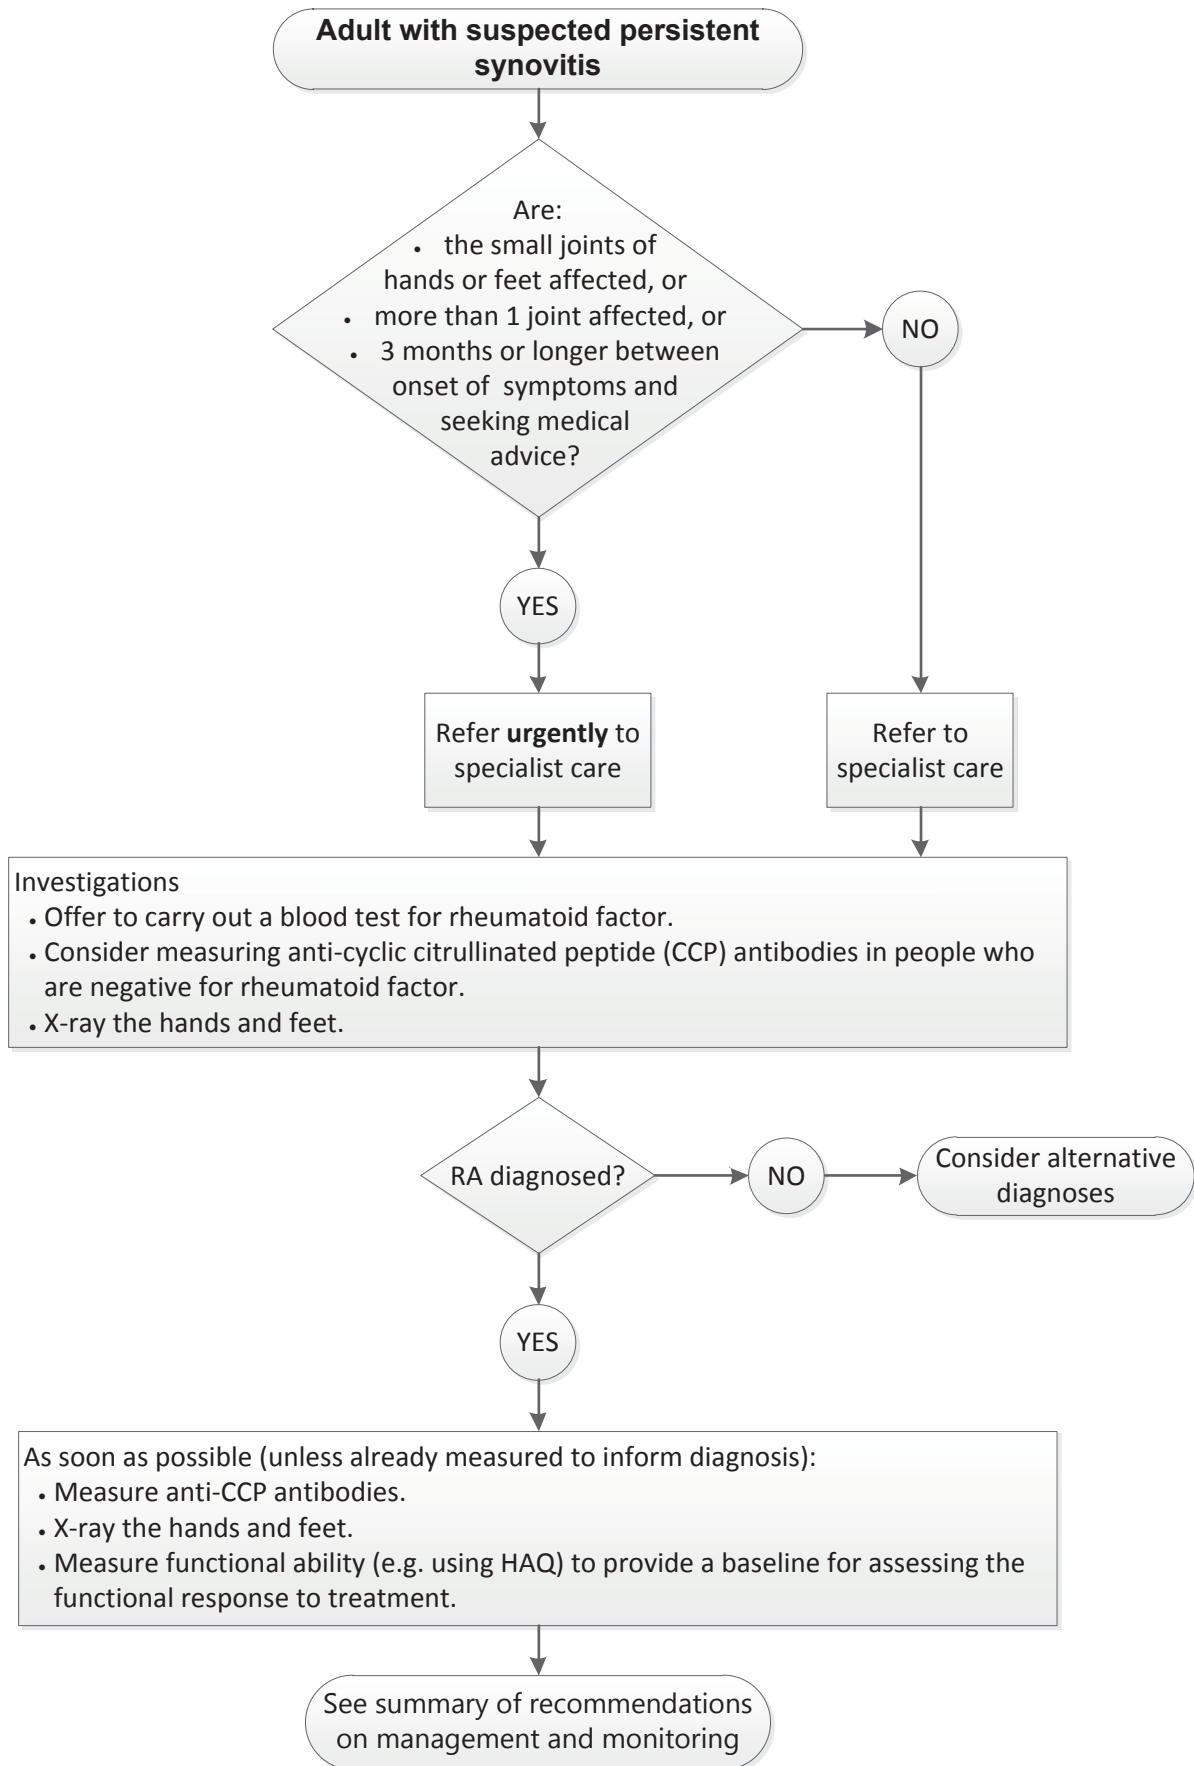 Adult with suspected persistent
synovitis
Are:
• the small joints of
hands or feet affected, or
• more than 1 joint affected, or
• 3 months or longer between
onset of symptoms and
seeking medical
advice?
NO
YES
Refer urgently to
specialist care
Refer to
specialist care
Investigations
• Offer to carry out a blood test for rheumatoid factor.
• Consider measuring anti-cyclic citrullinated peptide (CCP) antibodies in people who
are negative for rheumatoid factor.
• X-ray the hands and feet.
RA diagnosed?
NO
Consider alternative
diagnoses
YES
As soon as possible (unless already measured to inform diagnosis):
• Measure anti-CCP antibodies.
• X-ray the hands and feet.
• Measure functional ability (e.g. using HAQ) to provide a baseline for assessing the
functional response to treatment.
See summary of recommendations
on management and monitoring